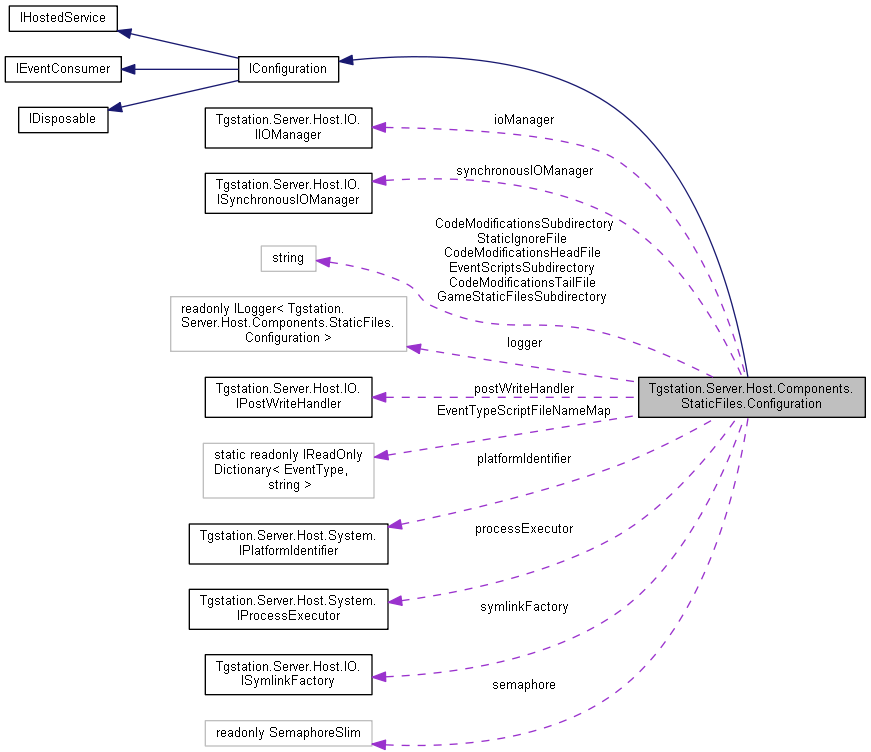 IHostedService
IEventConsumer
IConfiguration
IDisposable
Tgstation.Server.Host.IO.
IIOManager
ioManager
Tgstation.Server.Host.IO.
ISynchronousIOManager
synchronousIOManager
string
CodeModificationsSubdirectory
StaticIgnoreFile
CodeModificationsHeadFile
EventScriptsSubdirectory
CodeModificationsTailFile
GameStaticFilesSubdirectory
readonly ILogger< Tgstation.
Server.Host.Components.StaticFiles.
Configuration >
logger
Tgstation.Server.Host.IO.
IPostWriteHandler
postWriteHandler
Tgstation.Server.Host.Components.
StaticFiles.Configuration
EventTypeScriptFileNameMap
static readonly IReadOnly
Dictionary< EventType,
string >
platformIdentifier
Tgstation.Server.Host.System.
IPlatformIdentifier
processExecutor
Tgstation.Server.Host.System.
IProcessExecutor
symlinkFactory
Tgstation.Server.Host.IO.
ISymlinkFactory
semaphore
readonly SemaphoreSlim